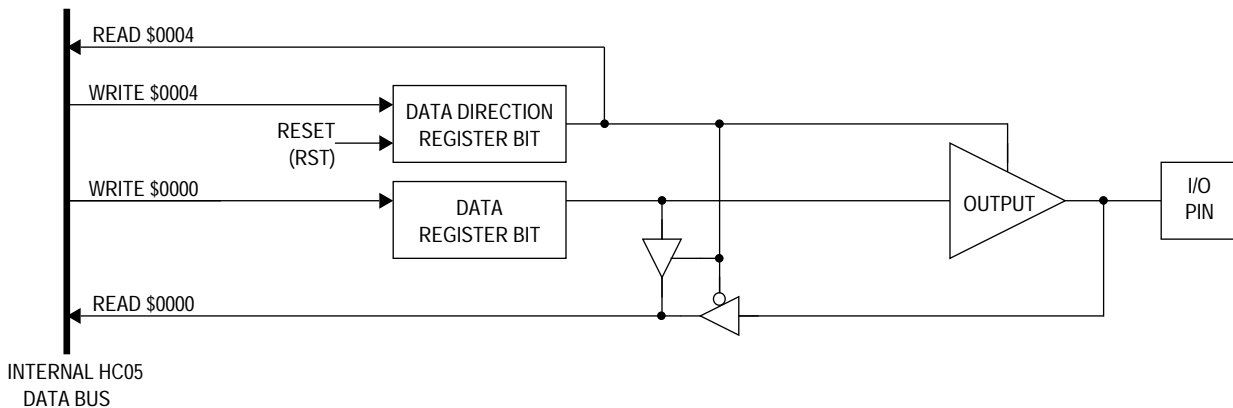 READ $0004
WRITE $0004
RESET
(RST)
DATA DIRECTION
REGISTER BIT
WRITE $0000
DATA
REGISTER BIT
OUTPUT
I/O
PIN
READ $0000
INTERNAL HC05
DATA BUS